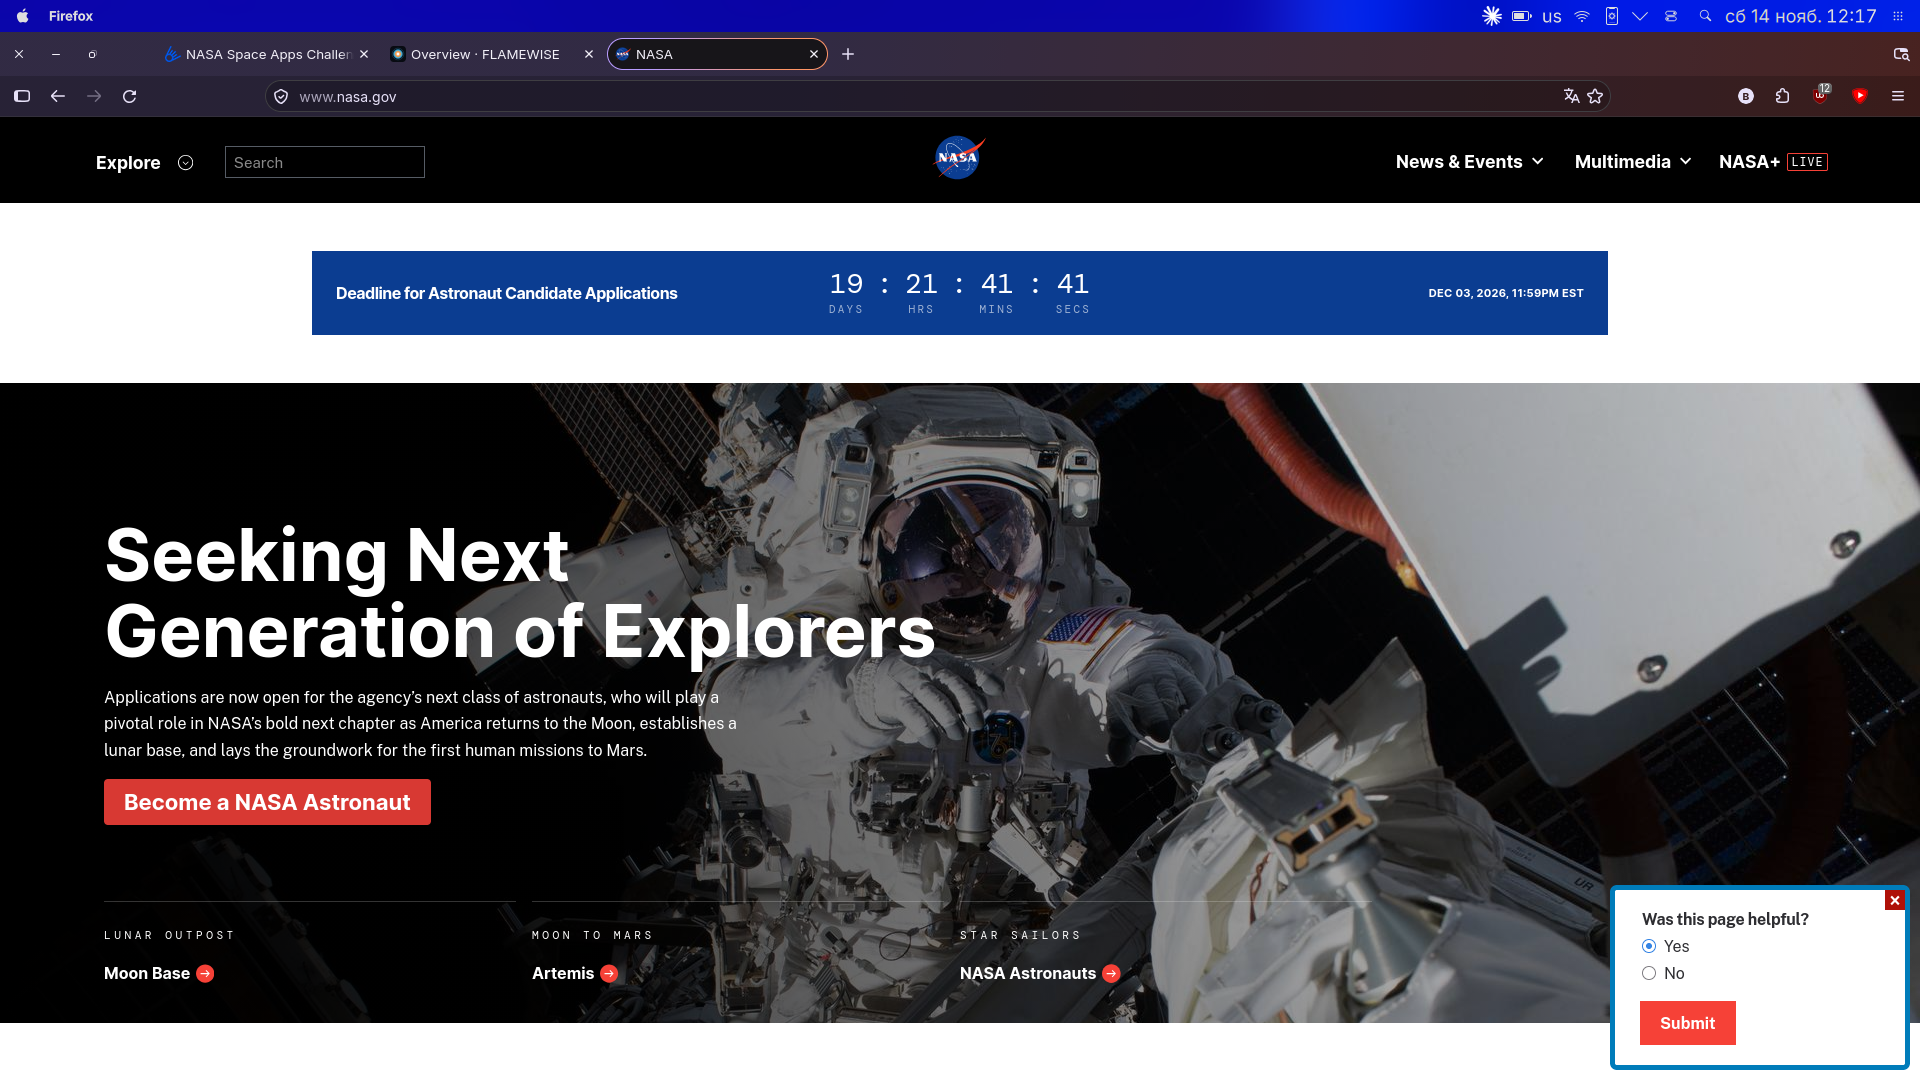 Firefox
us
сб 14 нояб. 12:17
NASA Space Apps Challen
Overview · FLAMEWISE
NASA
www.nasa.gov
B
12
Explore
Search
NASA
News & Events
Multimedia
NASA+ LIVE
Deadline for Astronaut Candidate Applications
19 : 21 : 41 : 41
DAYS HRS MINS SECS
DEC 03, 2026, 11:59PM EST
Seeking Next
Generation of Explorers
Applications are now open for the agency’s next class of astronauts, who will play a
pivotal role in NASA’s bold next chapter as America returns to the Moon, establishes a
lunar base, and lays the groundwork for the first human missions to Mars.
Become a NASA Astronaut
LUNAR OUTPOST
Moon Base
MOON TO MARS
Artemis
STAR SAILORS
NASA Astronauts
Was this page helpful?
Yes
No
Submit